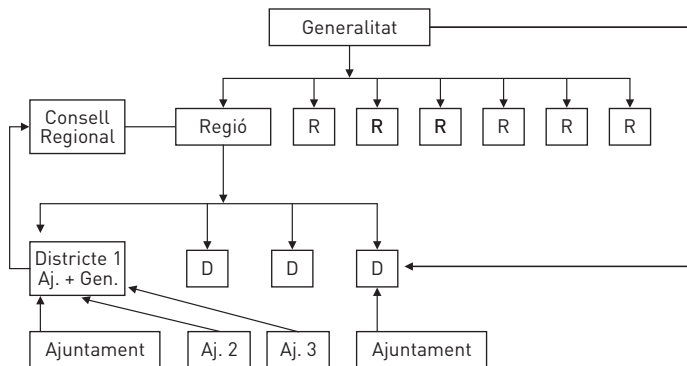 Generalitat
Consell
Regional
Regió
R
R
R
R
R
R
Districte 1
Aj. + Gen.
D
D
D
Ajuntament
Aj. 2
Aj. 3
Ajuntament